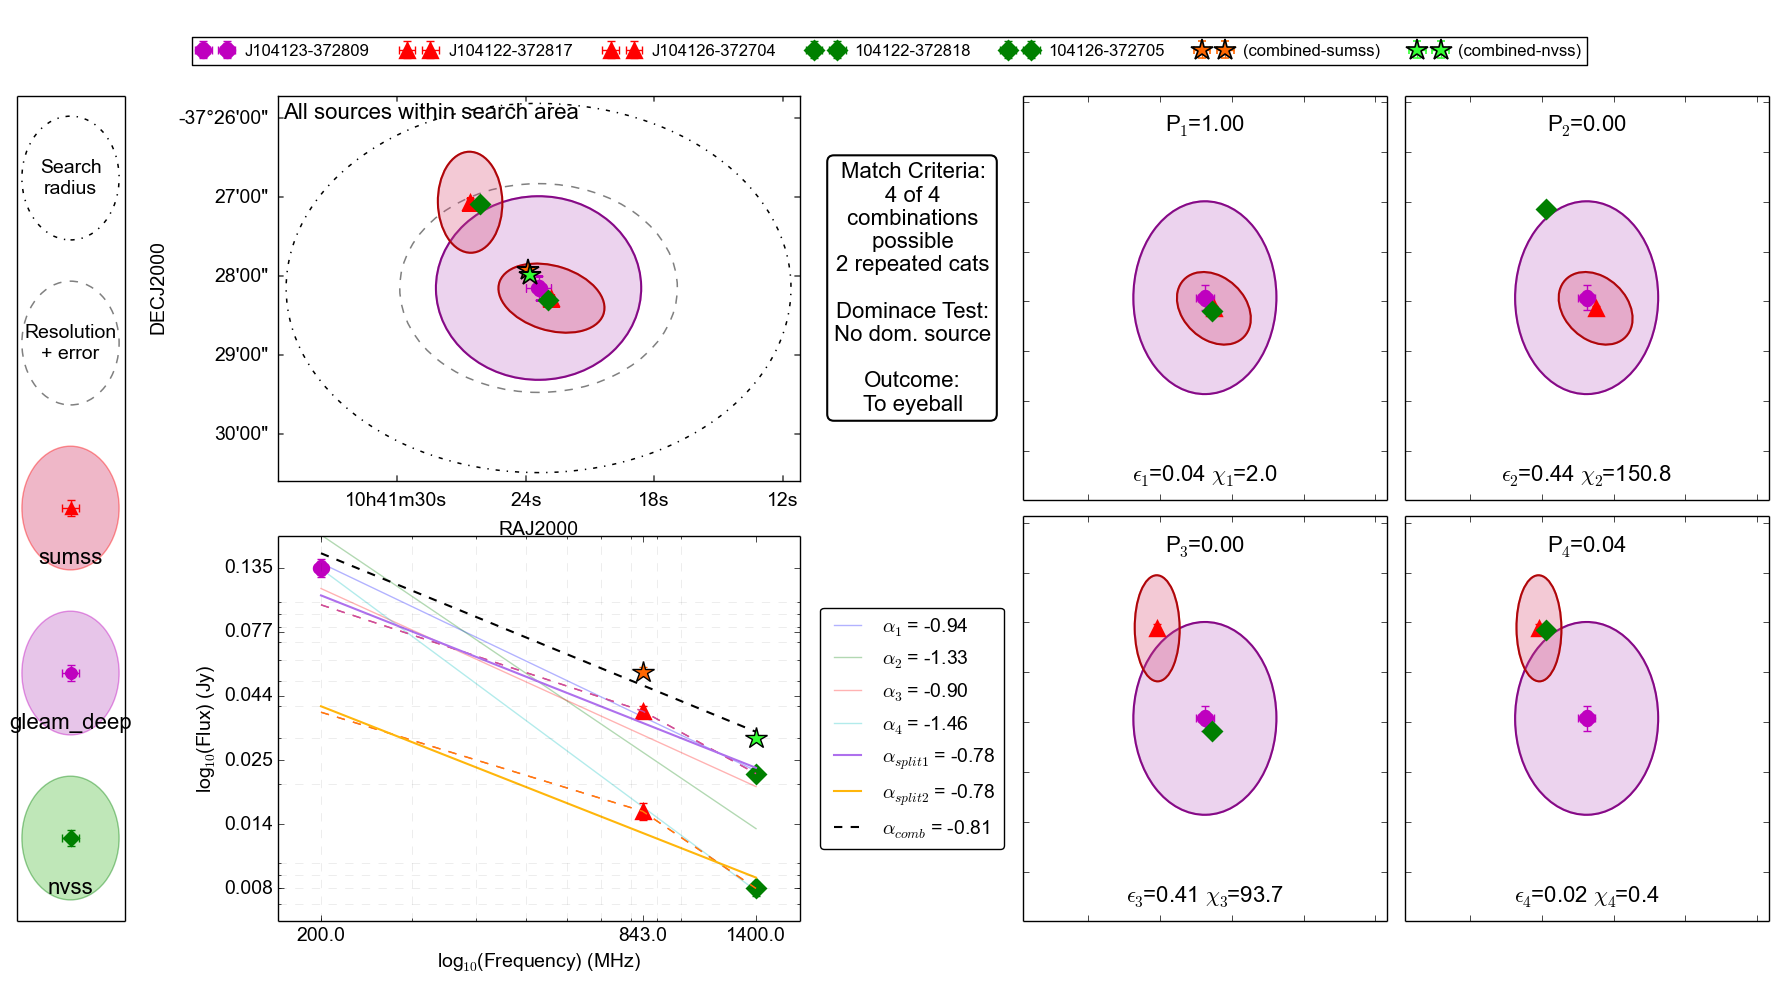 J104123-372809 J104122-372817 J104126-372704 104122-372818 104126-372705 (combined-sumss) (combined-nvss)
Search
radius
Resolution
+ error
sumss
gleam_deep
nvss
All sources within search area
-37°26'00"
27'00"
28'00"
29'00"
30'00"
DECJ2000
10h41m30s 24s 18s 12s
RAJ2000
Match Criteria:
4 of 4
combinations
possible
2 repeated cats
Dominace Test:
No dom. source
Outcome:
To eyeball
P1=1.00
ϵ1=0.04 χ1=2.0
P2=0.00
ϵ2=0.44 χ2=150.8
P3=0.00
ϵ3=0.41 χ3=93.7
P4=0.04
ϵ4=0.02 χ4=0.4
0.135
0.077
0.044
0.025
0.014
0.008
log10(Flux) (Jy)
200.0 843.0 1400.0
log10(Frequency) (MHz)
α1 = -0.94
α2 = -1.33
α3 = -0.90
α4 = -1.46
αsplit1 = -0.78
αsplit2 = -0.78
αcomb = -0.81